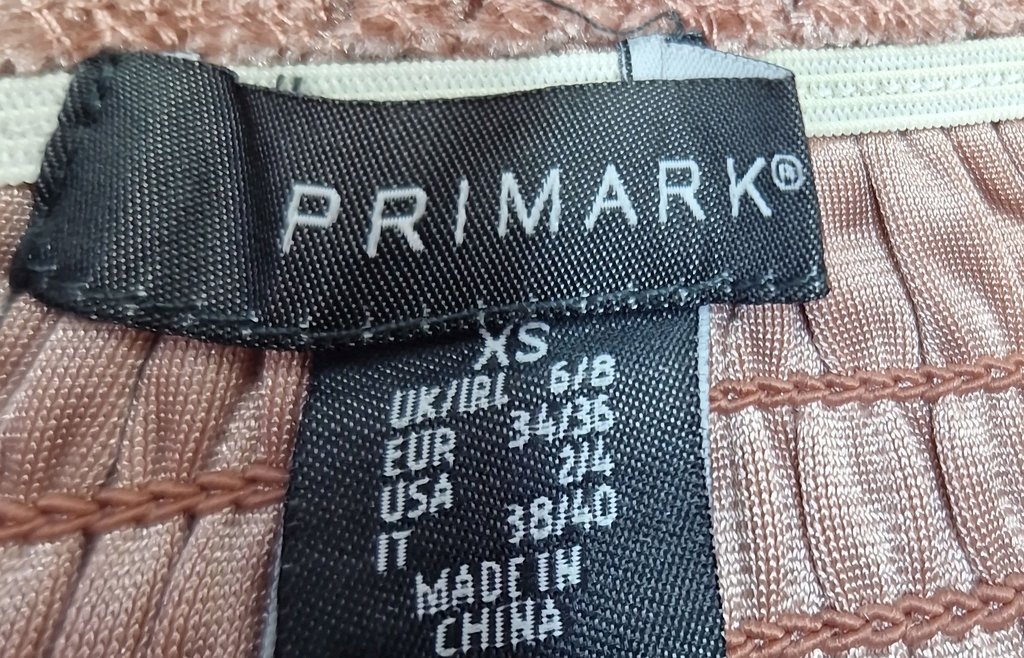 PRIMARK®
XS
UK/IRL 6/8
EUR 34/36
USA 2/4
IT 38/40
MADE IN
CHINA